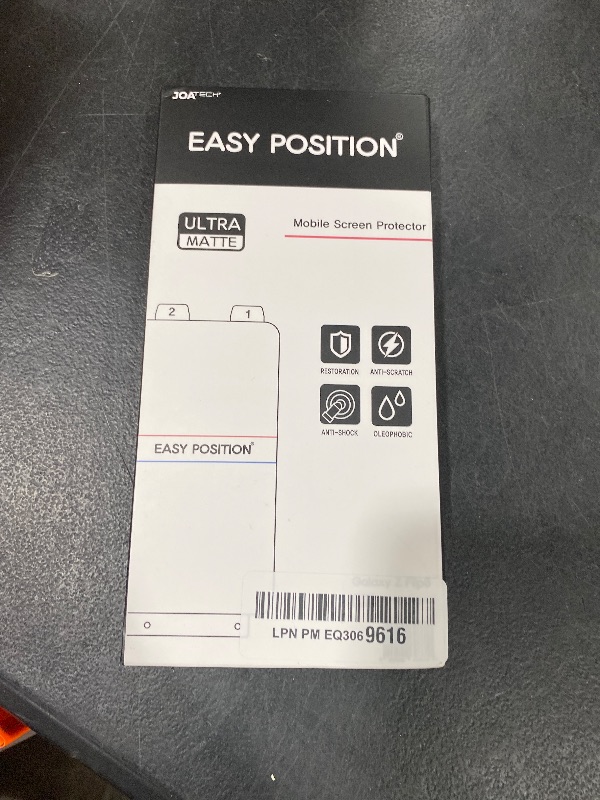 JOATECH
EASY POSITION®
ULTRA
MATTE
Mobile Screen Protector
2
1
RESTORATION
ANTI-SCRATCH
ANTI-SHOCK
OLEOPHOBIC
EASY POSITION®
Galaxy Z
LPN PM EQ3069616